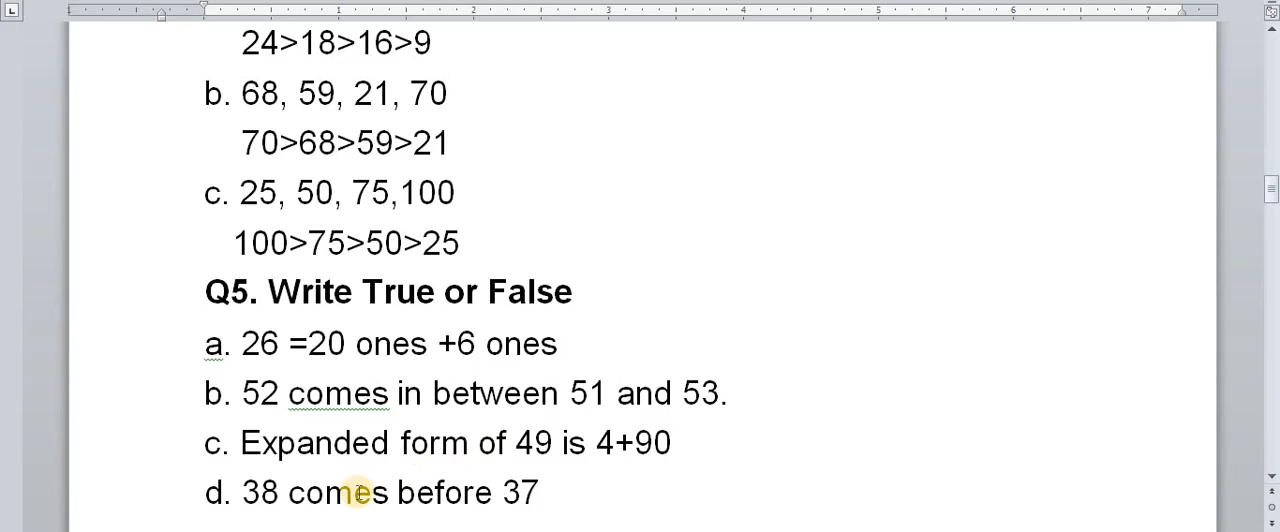 24>18>16>9
b. 68, 59, 21, 70
70>68>59>21
c. 25, 50, 75,100
100>75>50>25
Q5. Write True or False
a. 26 =20 ones +6 ones
b. 52 comes in between 51 and 53.
c. Expanded form of 49 is 4+90
d. 38 comes before 37